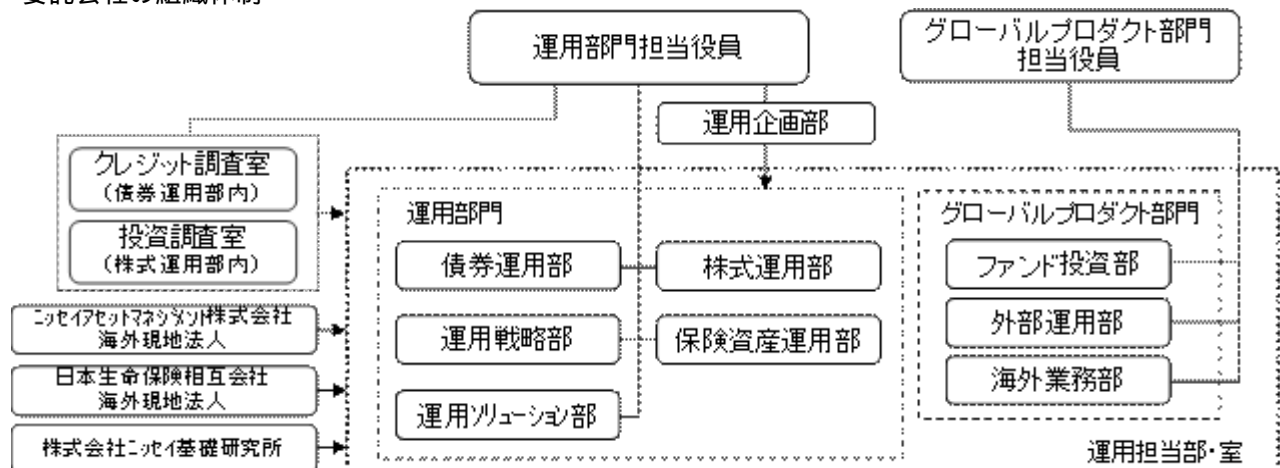 委託会社の組織体制
運用部門担当役員
グローバルプロダクト部門
担当役員
運用企画部
クレジット調査室
(債券運用部内)
投資調査室
(株式運用部内)
運用部門
債券運用部
株式運用部
運用戦略部
保険資産運用部
運用ソリューション部
グローバルプロダクト部門
ファンド投資部
外部運用部
海外業務部
ニッセイアセットマネジメント株式会社
海外現地法人
日本生命保険相互会社
海外現地法人
株式会社ニッセイ基礎研究所
運用担当部・室